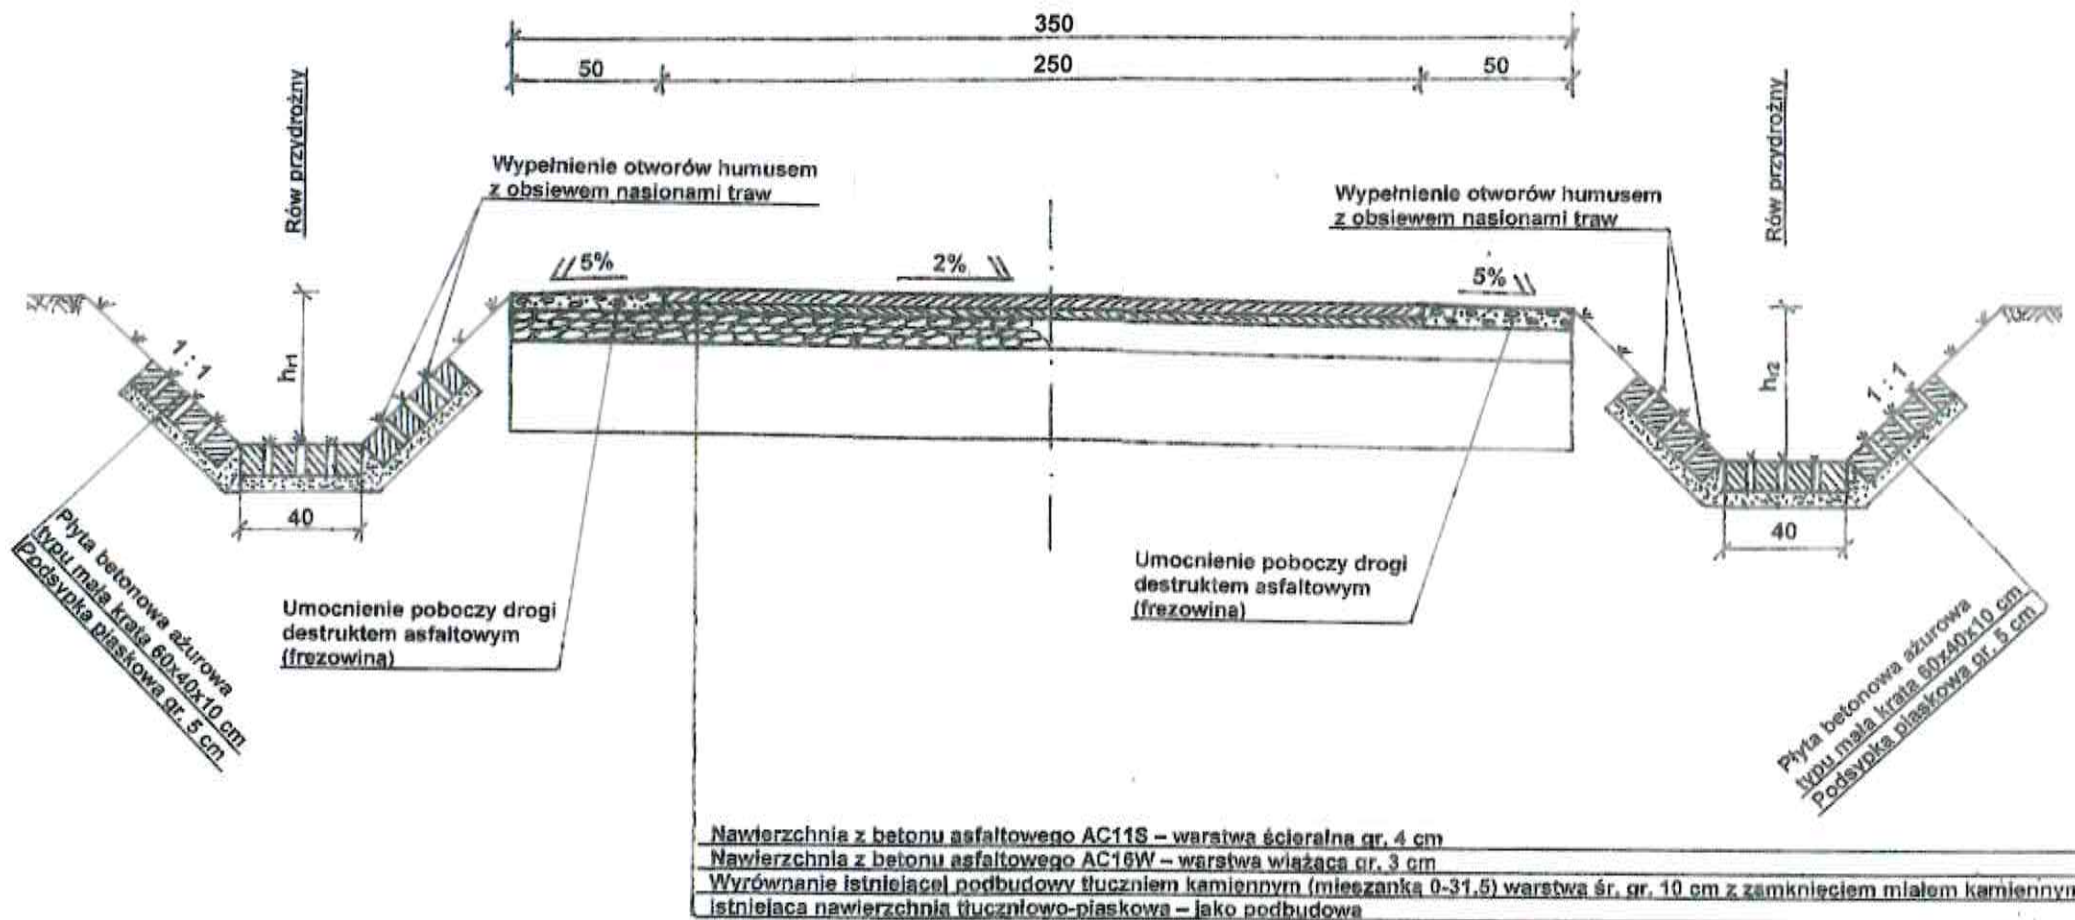 350
50
250
50
Rów przydrożny
Rów przydrożny
Wypełnienie otworów humusem
z obsiewem nasionami traw
Wypełnienie otworów humusem
z obsiewem nasionami traw
5%
2%
5%
1 : 1
hr1
hr2
1 : 1
40
40
Płyta betonowa ażurowa
typu mała krata 60x40x10 cm
Podsypka piaskowa gr. 5 cm
Umocnienie poboczy drogi
destruktem asfaltowym
(frezowina)
Umocnienie poboczy drogi
destruktem asfaltowym
(frezowina)
Płyta betonowa ażurowa
typu mała krata 60x40x10 cm
Podsypka piaskowa gr. 5 cm
Nawierzchnia z betonu asfaltowego AC11S – warstwa ścieralna gr. 4 cm
Nawierzchnia z betonu asfaltowego AC16W – warstwa wiążąca gr. 3 cm
Wyrównanie istniejącej podbudowy tłuczniem kamiennym (mieszanka 0-31,5) warstwa śr. gr. 10 cm z zamknięciem miałem kamiennym
istniejąca nawierzchnia tłuczniowo-piaskowa – jako podbudowa